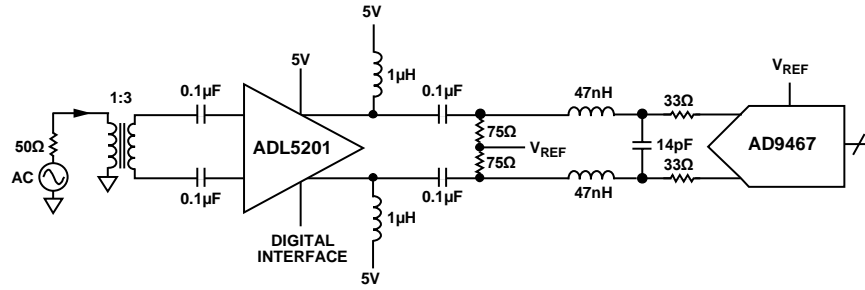 5V
5V
1µH
0.1µF
0.1µF
1:3
47nH
33Ω
VREF
50Ω
AC
ADL5201
75Ω
75Ω
VREF
14pF
AD9467
33Ω
0.1µF
0.1µF
47nH
1µH
DIGITAL
INTERFACE
5V